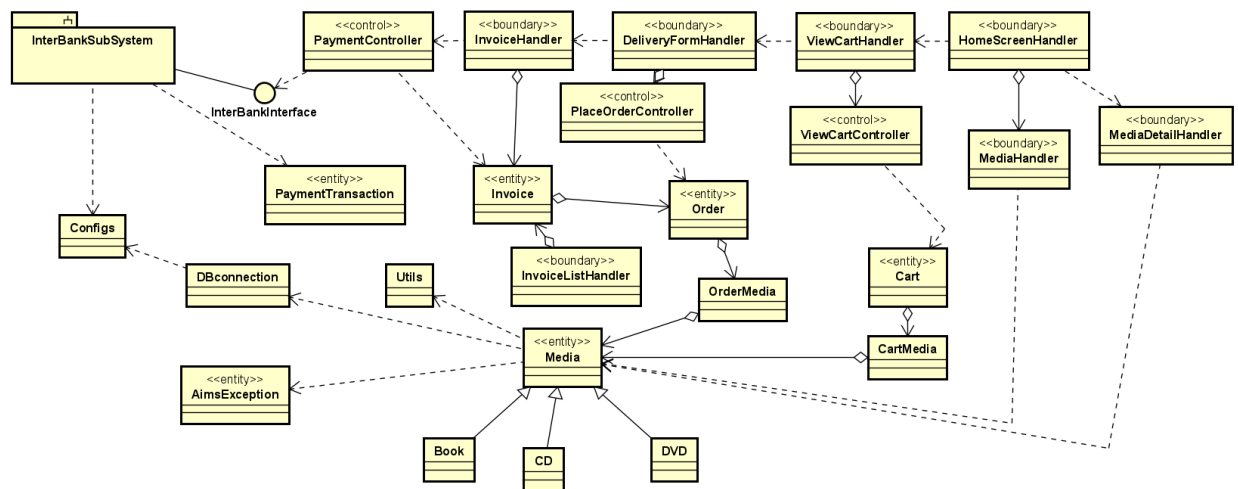 InterBankSubSystem
<<control>>
PaymentController
<<boundary>>
InvoiceHandler
<<boundary>>
DeliveryFormHandler
<<boundary>>
ViewCartHandler
<<boundary>>
HomeScreenHandler
InterBankInterface
<<control>>
PlaceOrderController
<<control>>
ViewCartController
<<boundary>>
MediaDetailHandler
<<boundary>>
MediaHandler
<<entity>>
PaymentTransaction
<<entity>>
Invoice
<<entity>>
Order
Configs
<<boundary>>
InvoiceListHandler
<<entity>>
Cart
DBconnection
Utils
OrderMedia
<<entity>>
Media
CartMedia
<<entity>>
AimsException
Book
CD
DVD